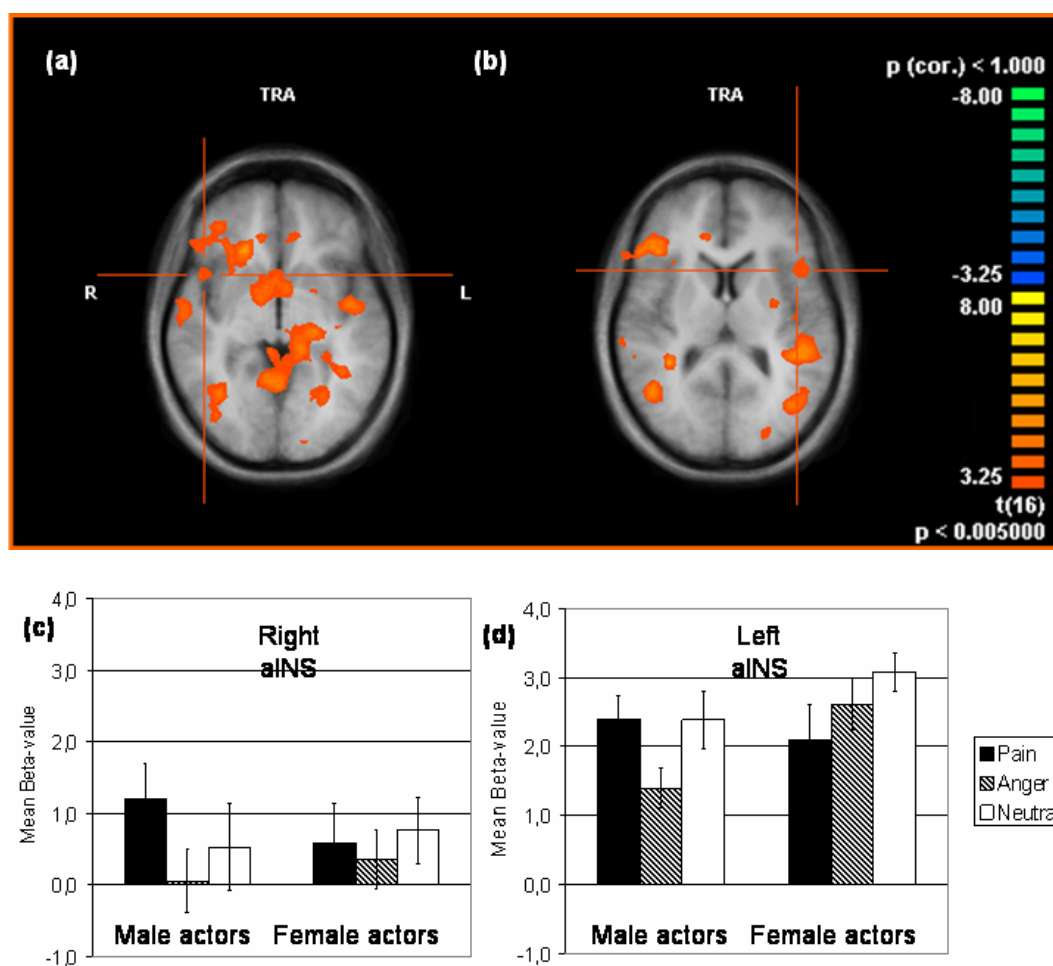 (a)
TRA
R
L
(b)
TRA
p (cor.) < 1.000
-8.00
-3.25
8.00
3.25
t(16)
p < 0.005000
(c)
Right
aINS
Mean Beta-value
4,0
3,0
2,0
1,0
0,0
-1,0
Male actors
Female actors
(d)
Left
aINS
Mean Beta-value
4,0
3,0
2,0
1,0
0,0
-1,0
Male actors
Female actors
Pain
Anger
Neutra